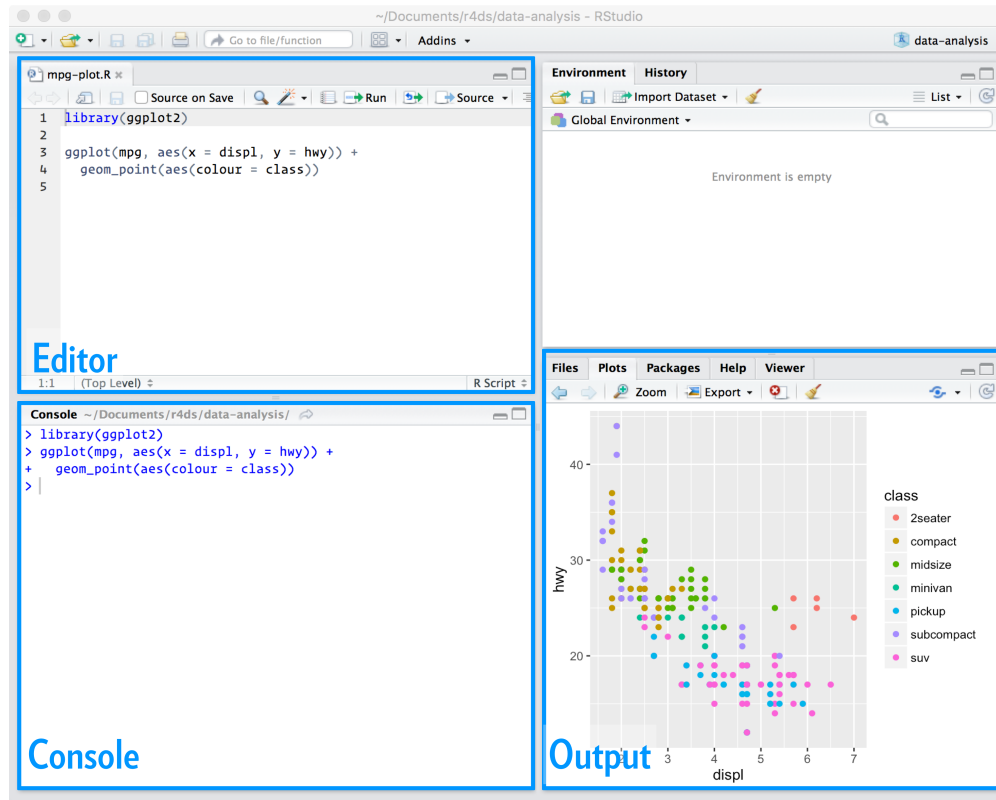 ~/Documents/r4ds/data-analysis - RStudio
Go to file/function
Addins
data-analysis
mpg-plot.R
Source on Save
Run
Source
1 library(ggplot2)
2
3 ggplot(mpg, aes(x = displ, y = hwy)) +
4   geom_point(aes(colour = class))
5
Editor
1:1 (Top Level) R Script
Console ~/Documents/r4ds/data-analysis/
> library(ggplot2)
> ggplot(mpg, aes(x = displ, y = hwy)) +
+   geom_point(aes(colour = class))
>
Console
Environment History
Import Dataset List
Global Environment
Environment is empty
Files Plots Packages Help Viewer
Zoom Export
40
30
20
hwy
3 4 5 6 7
displ
class
2seater
compact
midsize
minivan
pickup
subcompact
suv
Output